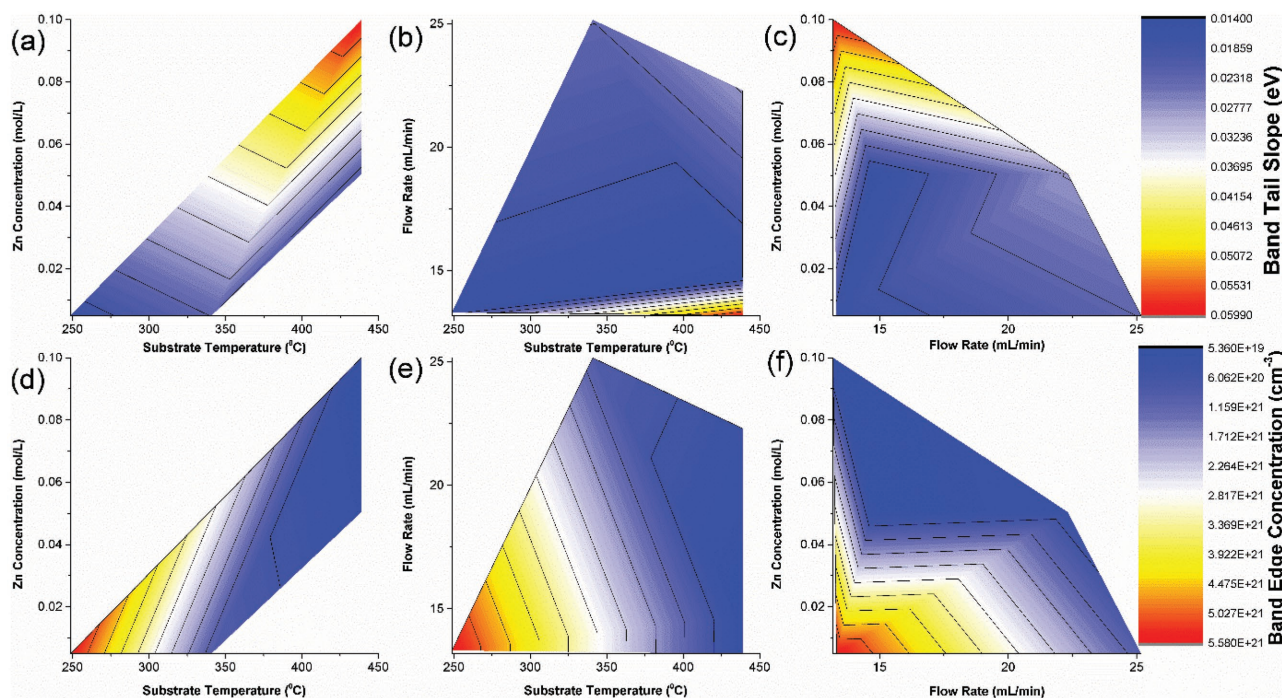 (a)
0.10
0.08
0.06
0.04
0.02
Zn Concentration (mol/L)
250 300 350 400 450
Substrate Temperature (⁰C)
(b)
25
20
15
Flow Rate (mL/min)
250 300 350 400 450
Substrate Temperature (⁰C)
(c)
0.10
0.08
0.06
0.04
0.02
Zn Concentration (mol/L)
15 20 25
Flow Rate (mL/min)
0.01400
0.01859
0.02318
0.02777
0.03236
0.03695
0.04154
0.04613
0.05072
0.05531
0.05990
Band Tail Slope (eV)
(d)
0.10
0.08
0.06
0.04
0.02
Zn Concentration (mol/L)
250 300 350 400 450
Substrate Temperature (⁰C)
(e)
25
20
15
Flow Rate (mL/min)
250 300 350 400 450
Substrate Temperature (⁰C)
(f)
0.10
0.08
0.06
0.04
0.02
Zn Concentration (mol/L)
15 20 25
Flow Rate (mL/min)
5.360E+19
6.062E+20
1.159E+21
1.712E+21
2.264E+21
2.817E+21
3.369E+21
3.922E+21
4.475E+21
5.027E+21
5.580E+21
Band Edge Concentration (cm⁻³)